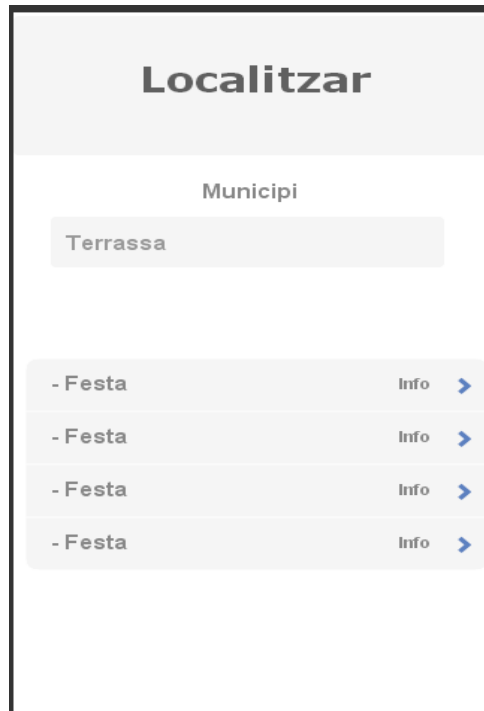 Localitzar
Municipi
Terrassa
- Festa Info
- Festa Info
- Festa Info
- Festa Info